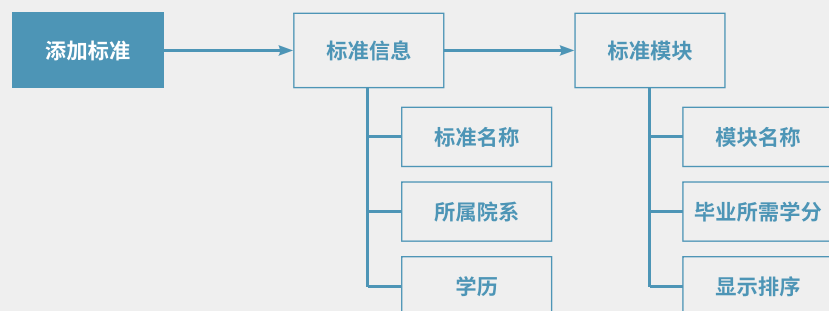 添加标准
标准信息
标准模块
标准名称
模块名称
所属院系
毕业所需学分
学历
显示排序